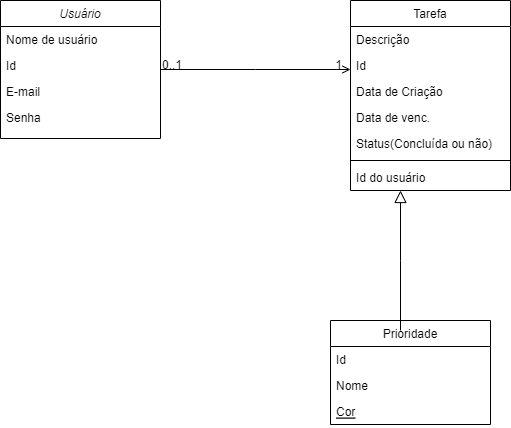 Usuário
Nome de usuário
Id
E-mail
Senha
0..1
1
Tarefa
Descrição
Id
Data de Criação
Data de venc.
Status(Concluída ou não)
Id do usuário
Prioridade
Id
Nome
Cor